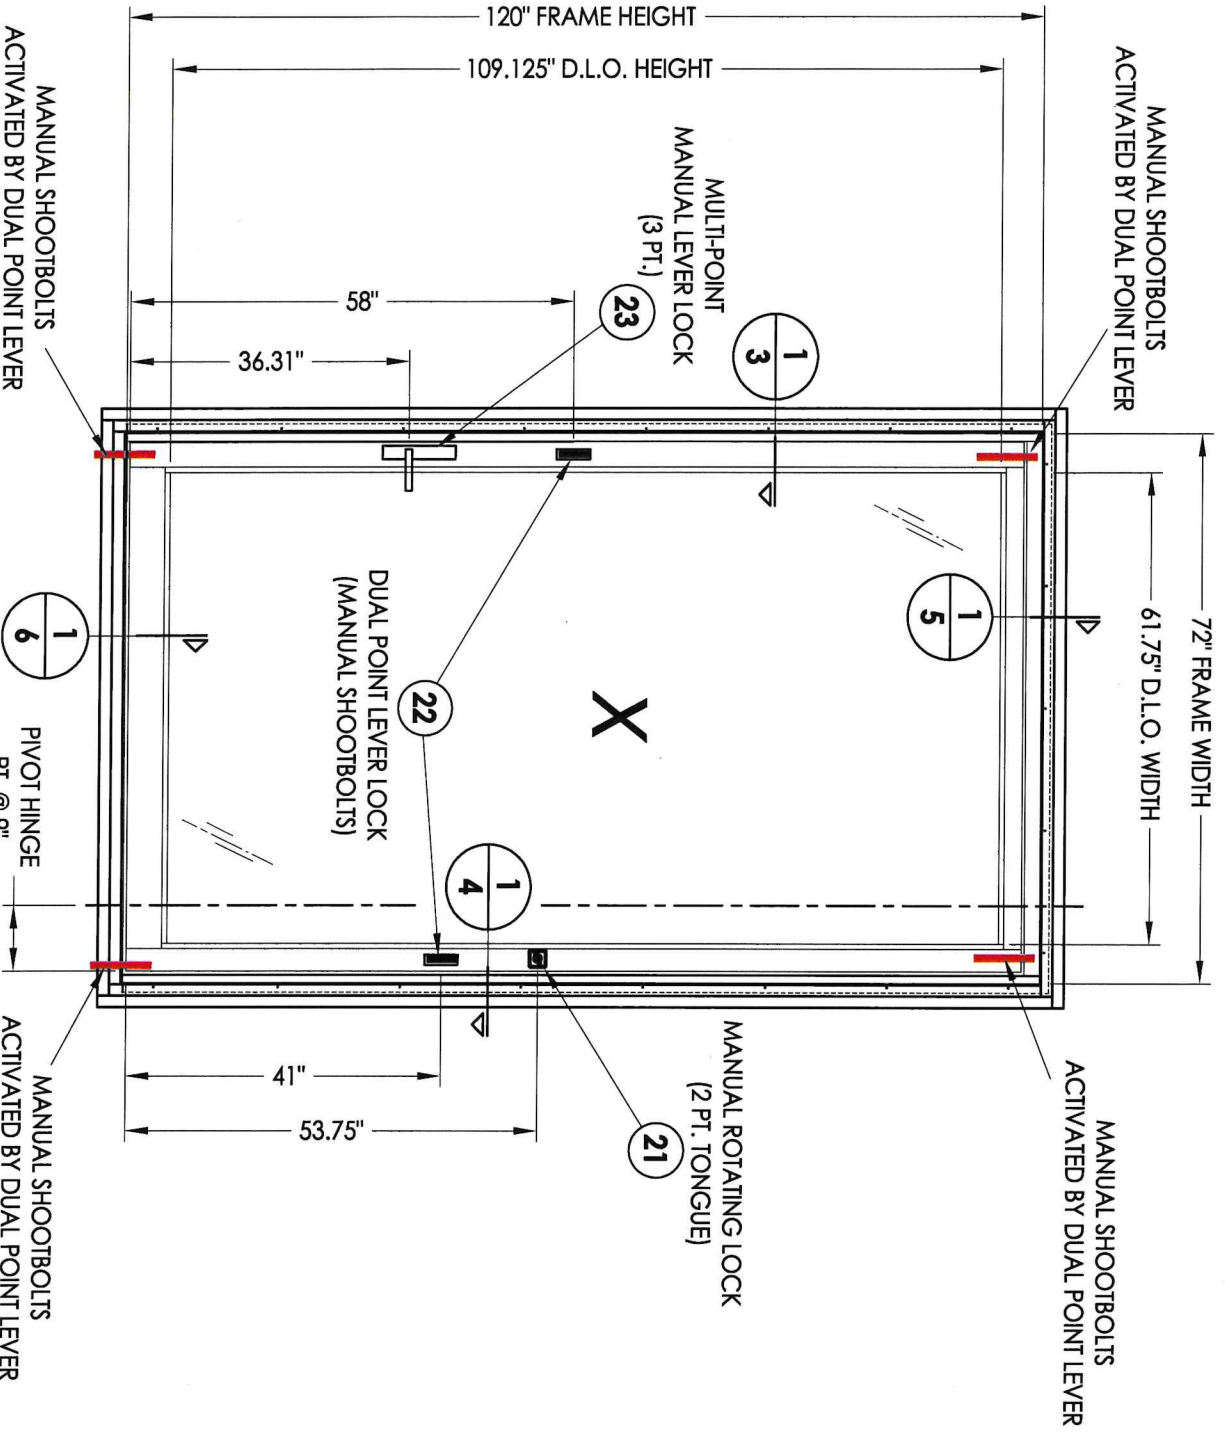 MANUAL SHOOTBOLTS
ACTIVATED BY DUAL POINT LEVER
72" FRAME WIDTH
61.75" D.L.O. WIDTH
MANUAL SHOOTBOLTS
ACTIVATED BY DUAL POINT LEVER
120" FRAME HEIGHT
109.125" D.L.O. HEIGHT
1
5
1
3
MULTI-POINT
MANUAL LEVER LOCK
(3 PT.)
23
58"
36.31"
X
DUAL POINT LEVER LOCK
(MANUAL SHOOTBOLTS)
22
1
4
MANUAL ROTATING LOCK
(2 PT. TONGUE)
21
41"
53.75"
MANUAL SHOOTBOLTS
ACTIVATED BY DUAL POINT LEVER
1
6
PIVOT HINGE
PT. @ 9"
MANUAL SHOOTBOLTS
ACTIVATED BY DUAL POINT LEVER